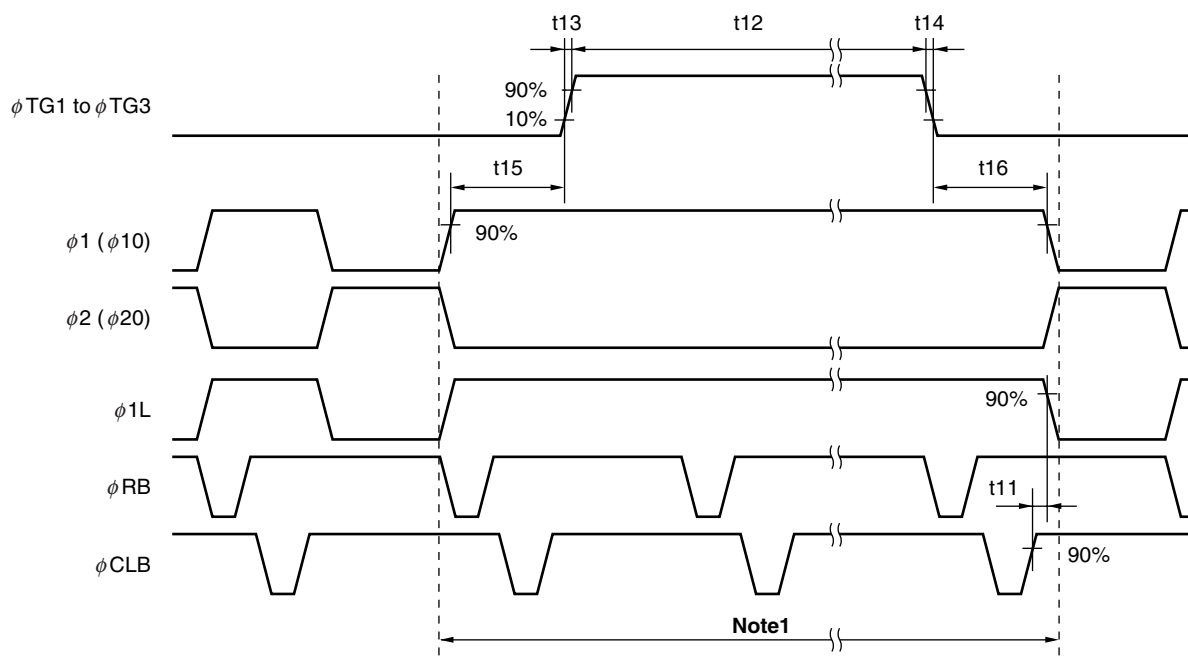 t13 t12 t14
φTG1 to φTG3
90%
10%
t15 t16
φ1 (φ10)
90%
φ2 (φ20)
φ1L
90%
φRB
t11
φCLB
90%
Note1